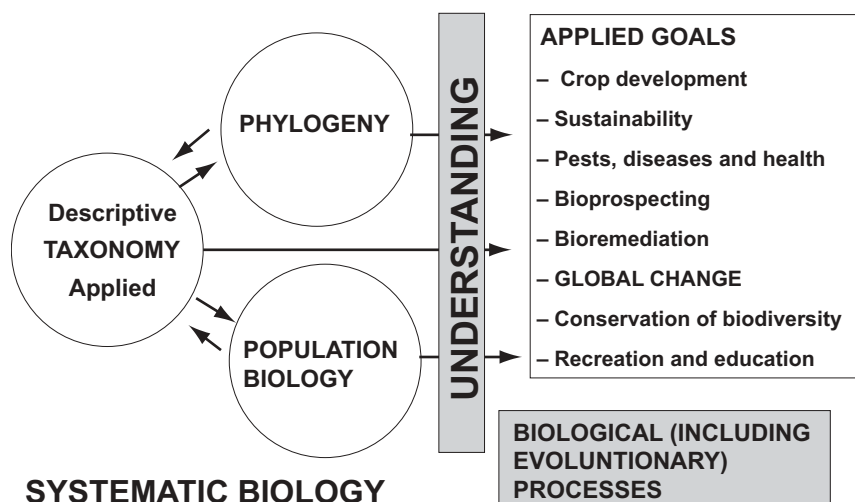 PHYLOGENY
Descriptive
TAXONOMY
Applied
POPULATION
BIOLOGY
UNDERSTANDING
APPLIED GOALS
– Crop development
– Sustainability
– Pests, diseases and health
– Bioprospecting
– Bioremediation
– GLOBAL CHANGE
– Conservation of biodiversity
– Recreation and education
BIOLOGICAL (INCLUDING
EVOLUNTIONARY)
PROCESSES
SYSTEMATIC BIOLOGY